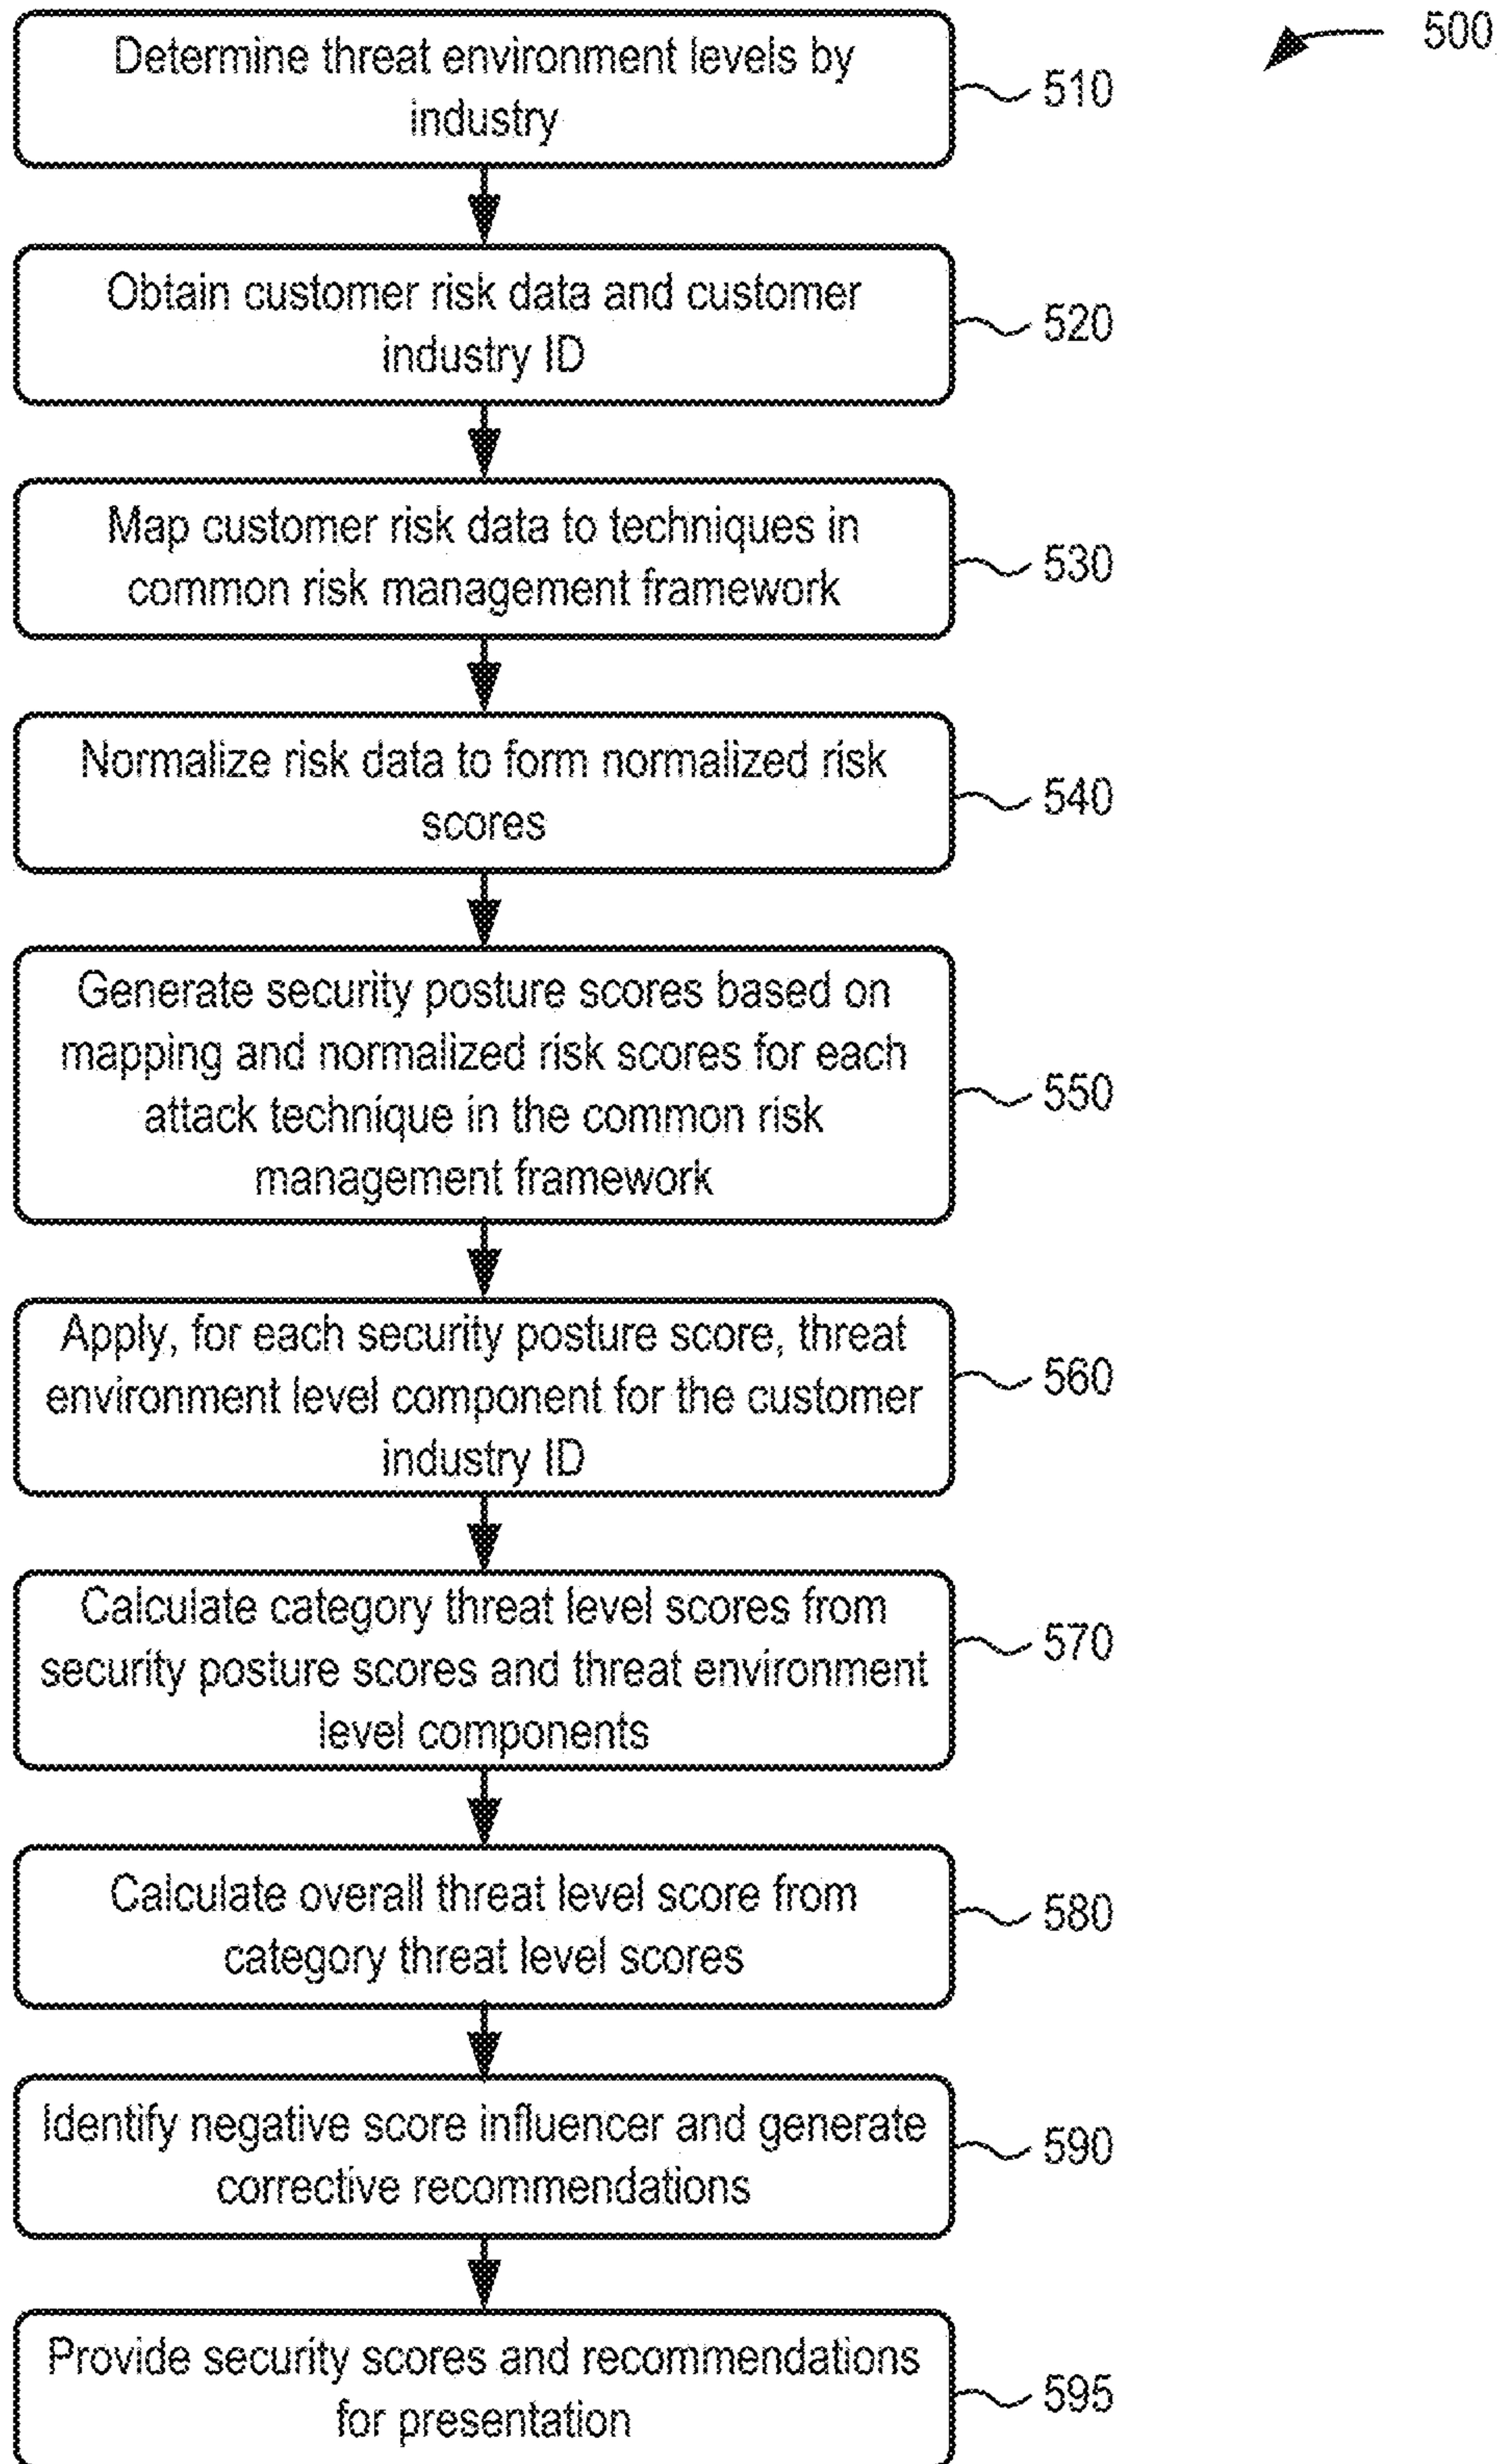 500
Determine threat environment levels by
industry
510
Obtain customer risk data and customer
industry ID
520
Map customer risk data to techniques in
common risk management framework
530
Normalize risk data to form normalized risk
scores
540
Generate security posture scores based on
mapping and normalized risk scores for each
attack technique in the common risk
management framework
550
Apply, for each security posture score, threat
environment level component for the customer
industry ID
560
Calculate category threat level scores from
security posture scores and threat environment
level components
570
Calculate overall threat level score from
category threat level scores
580
Identify negative score influencer and generate
corrective recommendations
590
Provide security scores and recommendations
for presentation
595